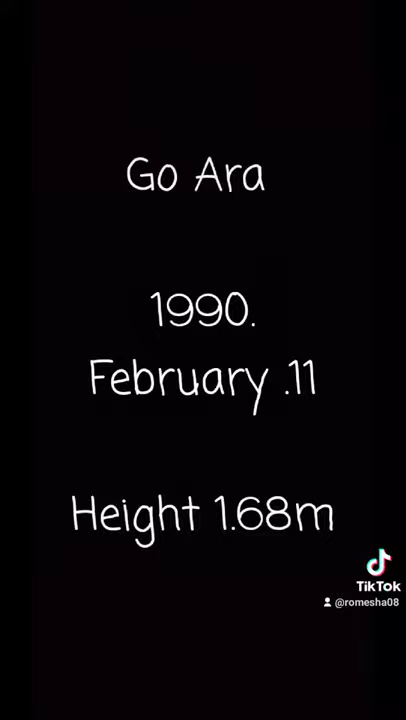 Go Ara
1990.
February .11
Height 1.68m
TikTok
@romesha08